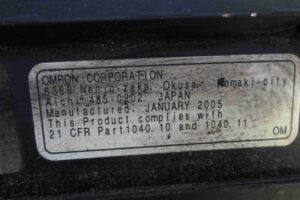 OMRON CORPORATION
6368 Nenjo-zaka, Okusa, Komaki-city
Aichi 485-0802 JAPAN
Manufactured: JANUARY 2005
This Product complies with
21 CFR Part1040.10 and 1040.11
OM